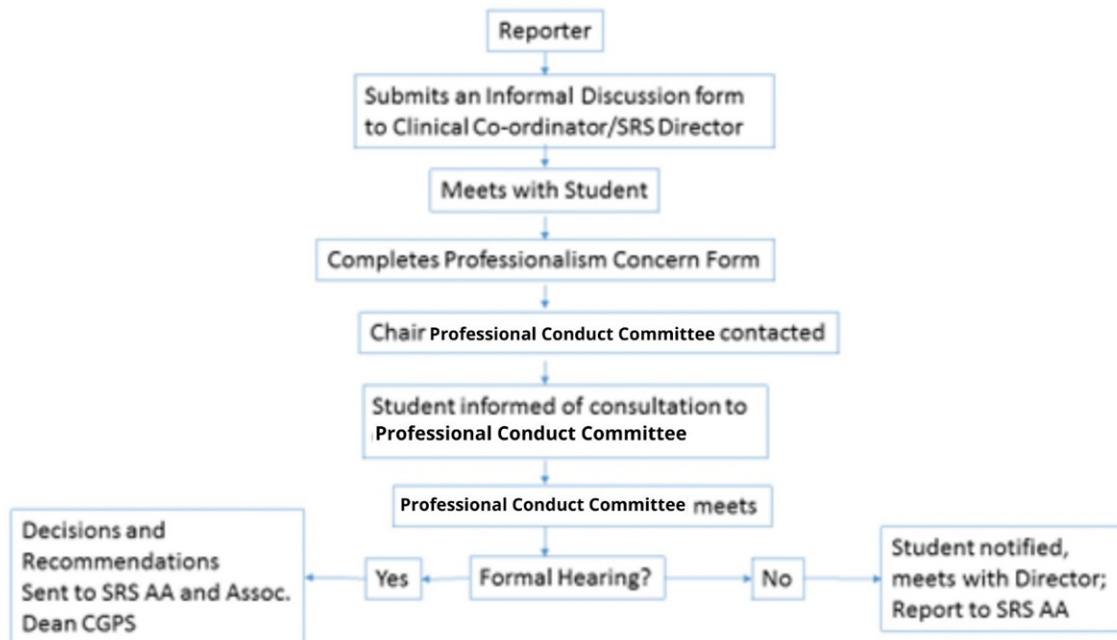 Reporter
Submits an Informal Discussion form
to Clinical Co-ordinator/SRS Director
Meets with Student
Completes Professionalism Concern Form
Chair Professional Conduct Committee contacted
Student informed of consultation to
Professional Conduct Committee
Professional Conduct Committee meets
Formal Hearing?
Yes
No
Decisions and
Recommendations
Sent to SRS AA and Assoc.
Dean CGPS
Student notified,
meets with Director;
Report to SRS AA